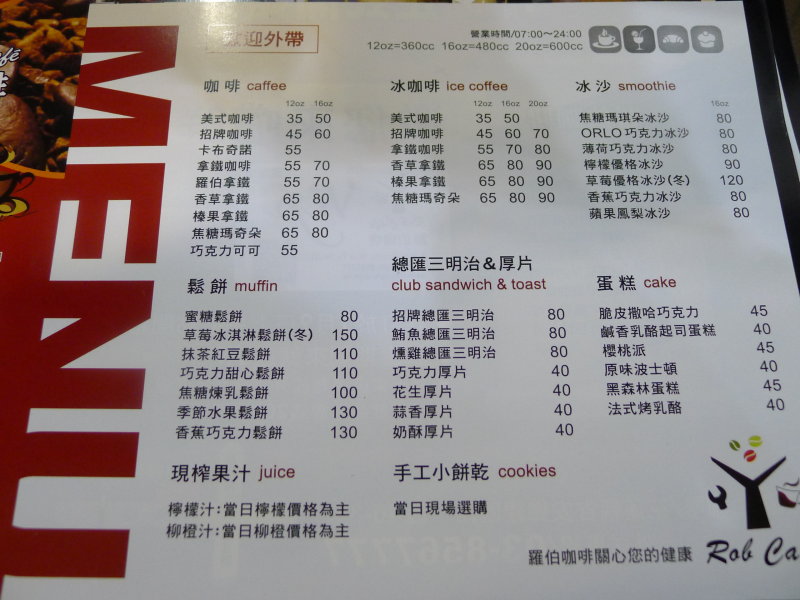 MENU
歡迎外帶
營業時間/07:00~24:00
12oz=360cc 16oz=480cc 20oz=600cc
咖啡 caffee
12oz 16oz
美式咖啡 35 50
招牌咖啡 45 60
卡布奇諾 55
拿鐵咖啡 55 70
羅伯拿鐵 55 70
香草拿鐵 65 80
榛果拿鐵 65 80
焦糖瑪奇朵 65 80
巧克力可可 55
冰咖啡 ice coffee
12oz 16oz 20oz
美式咖啡 35 50
招牌咖啡 45 60 70
拿鐵咖啡 55 70 80
香草拿鐵 65 80 90
榛果拿鐵 65 80 90
焦糖瑪奇朵 65 80 90
冰沙 smoothie
16oz
焦糖瑪琪朵冰沙 80
ORLO巧克力冰沙 80
薄荷巧克力冰沙 80
檸檬優格冰沙 90
草莓優格冰沙(冬) 120
香蕉巧克力冰沙 80
蘋果鳳梨冰沙 80
鬆餅 muffin
蜜糖鬆餅 80
草莓冰淇淋鬆餅(冬) 150
抹茶紅豆鬆餅 110
巧克力甜心鬆餅 110
焦糖煉乳鬆餅 100
季節水果鬆餅 130
香蕉巧克力鬆餅 130
總匯三明治&厚片
club sandwich & toast
招牌總匯三明治 80
鮪魚總匯三明治 80
燻雞總匯三明治 80
巧克力厚片 40
花生厚片 40
蒜香厚片 40
奶酥厚片 40
蛋糕 cake
脆皮撒哈巧克力 45
鹹香乳酪起司蛋糕 40
櫻桃派 45
原味波士頓 40
黑森林蛋糕 45
法式烤乳酪 40
現榨果汁 juice
檸檬汁:當日檸檬價格為主
柳橙汁:當日柳橙價格為主
手工小餅乾 cookies
當日現場選購
羅伯咖啡關心您的健康
Rob Ca